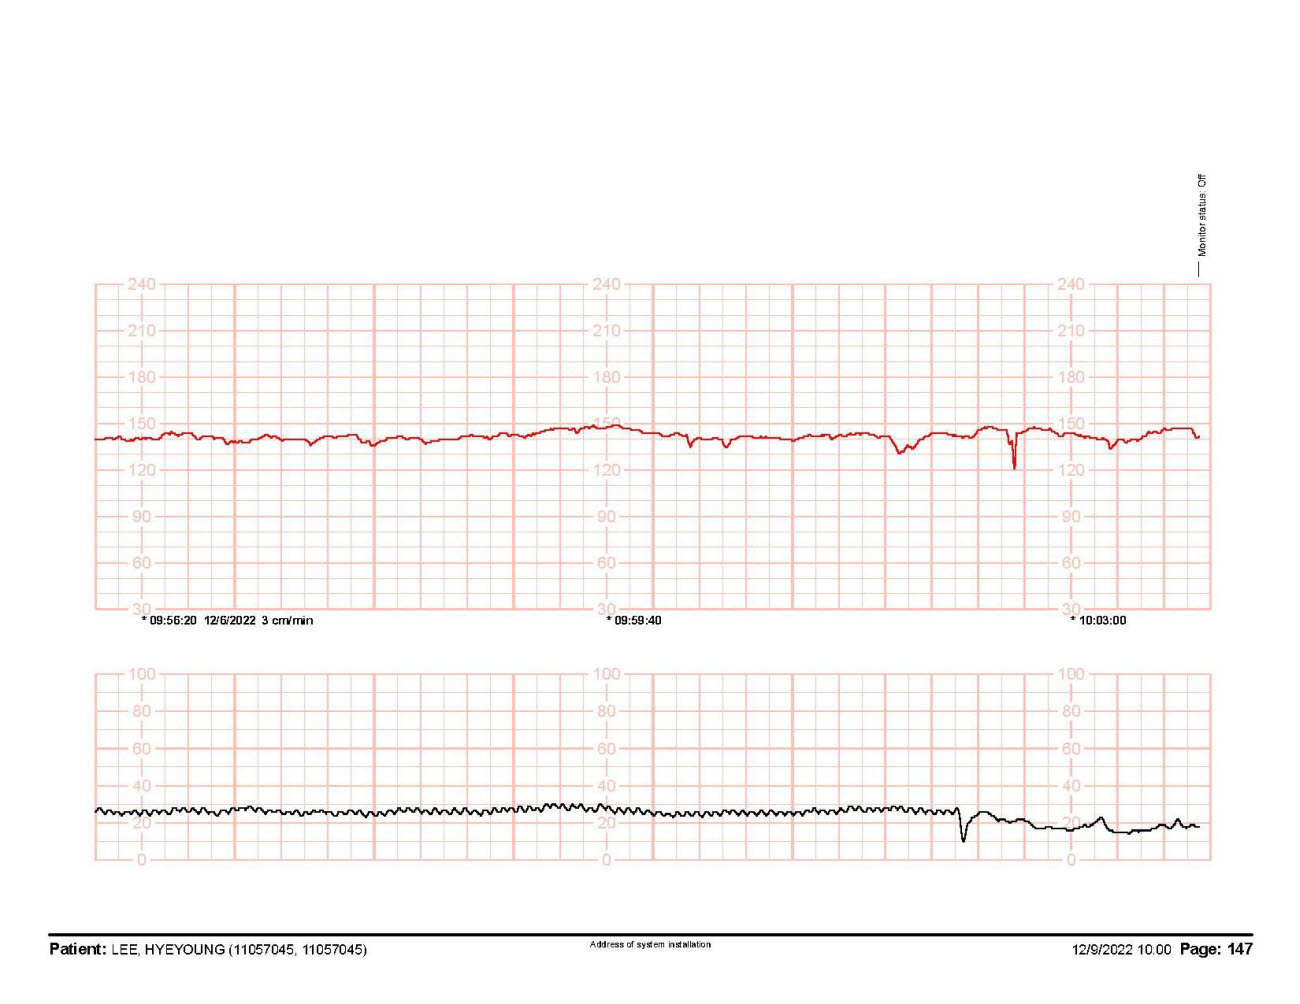 Monitor status: Off
240 240 240
210 210 210
180 180 180
150 150 150
120 120 120
90 90 90
60 60 60
30 30 30
* 09:56:20 12/6/2022 3 cm/min * 09:59:40 * 10:03:00
100 100 100
80 80 80
60 60 60
40 40 40
20 20 20
0 0 0
Patient: LEE, HYEYOUNG (11057045, 11057045) Address of system installation 12/9/2022 10:00 Page: 147